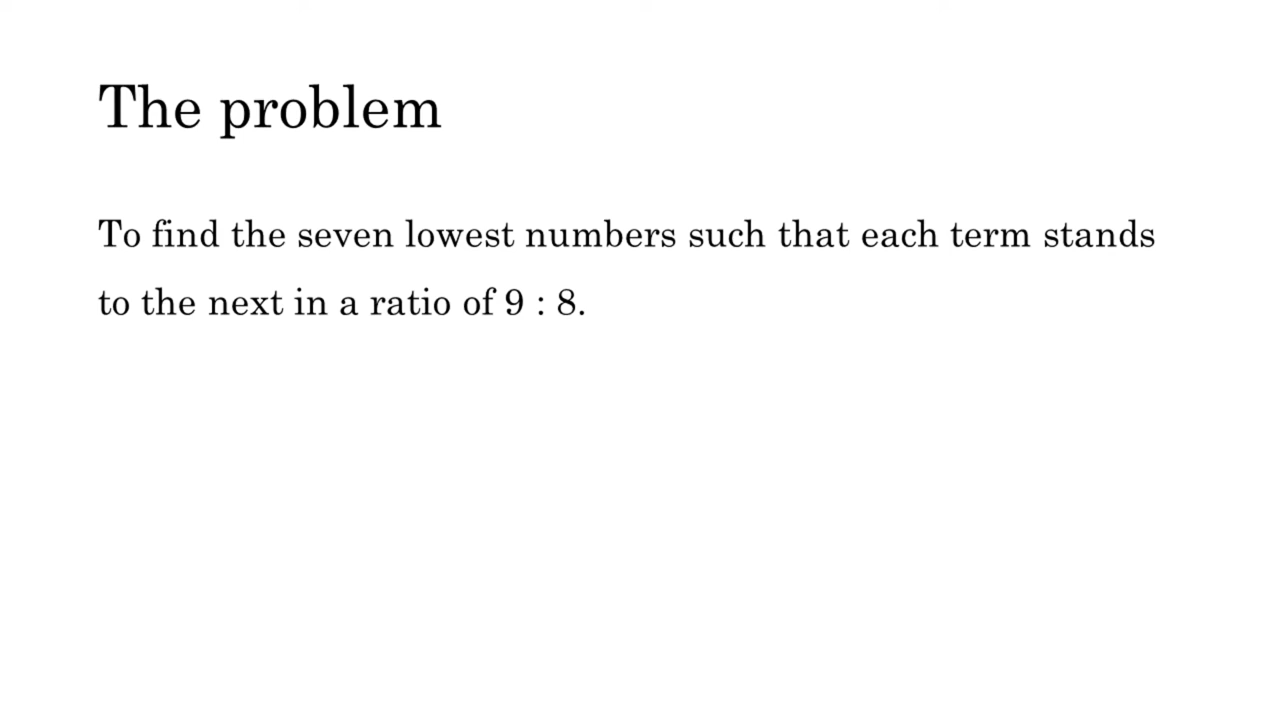 The problem
To find the seven lowest numbers such that each term stands
to the next in a ratio of 9 : 8.